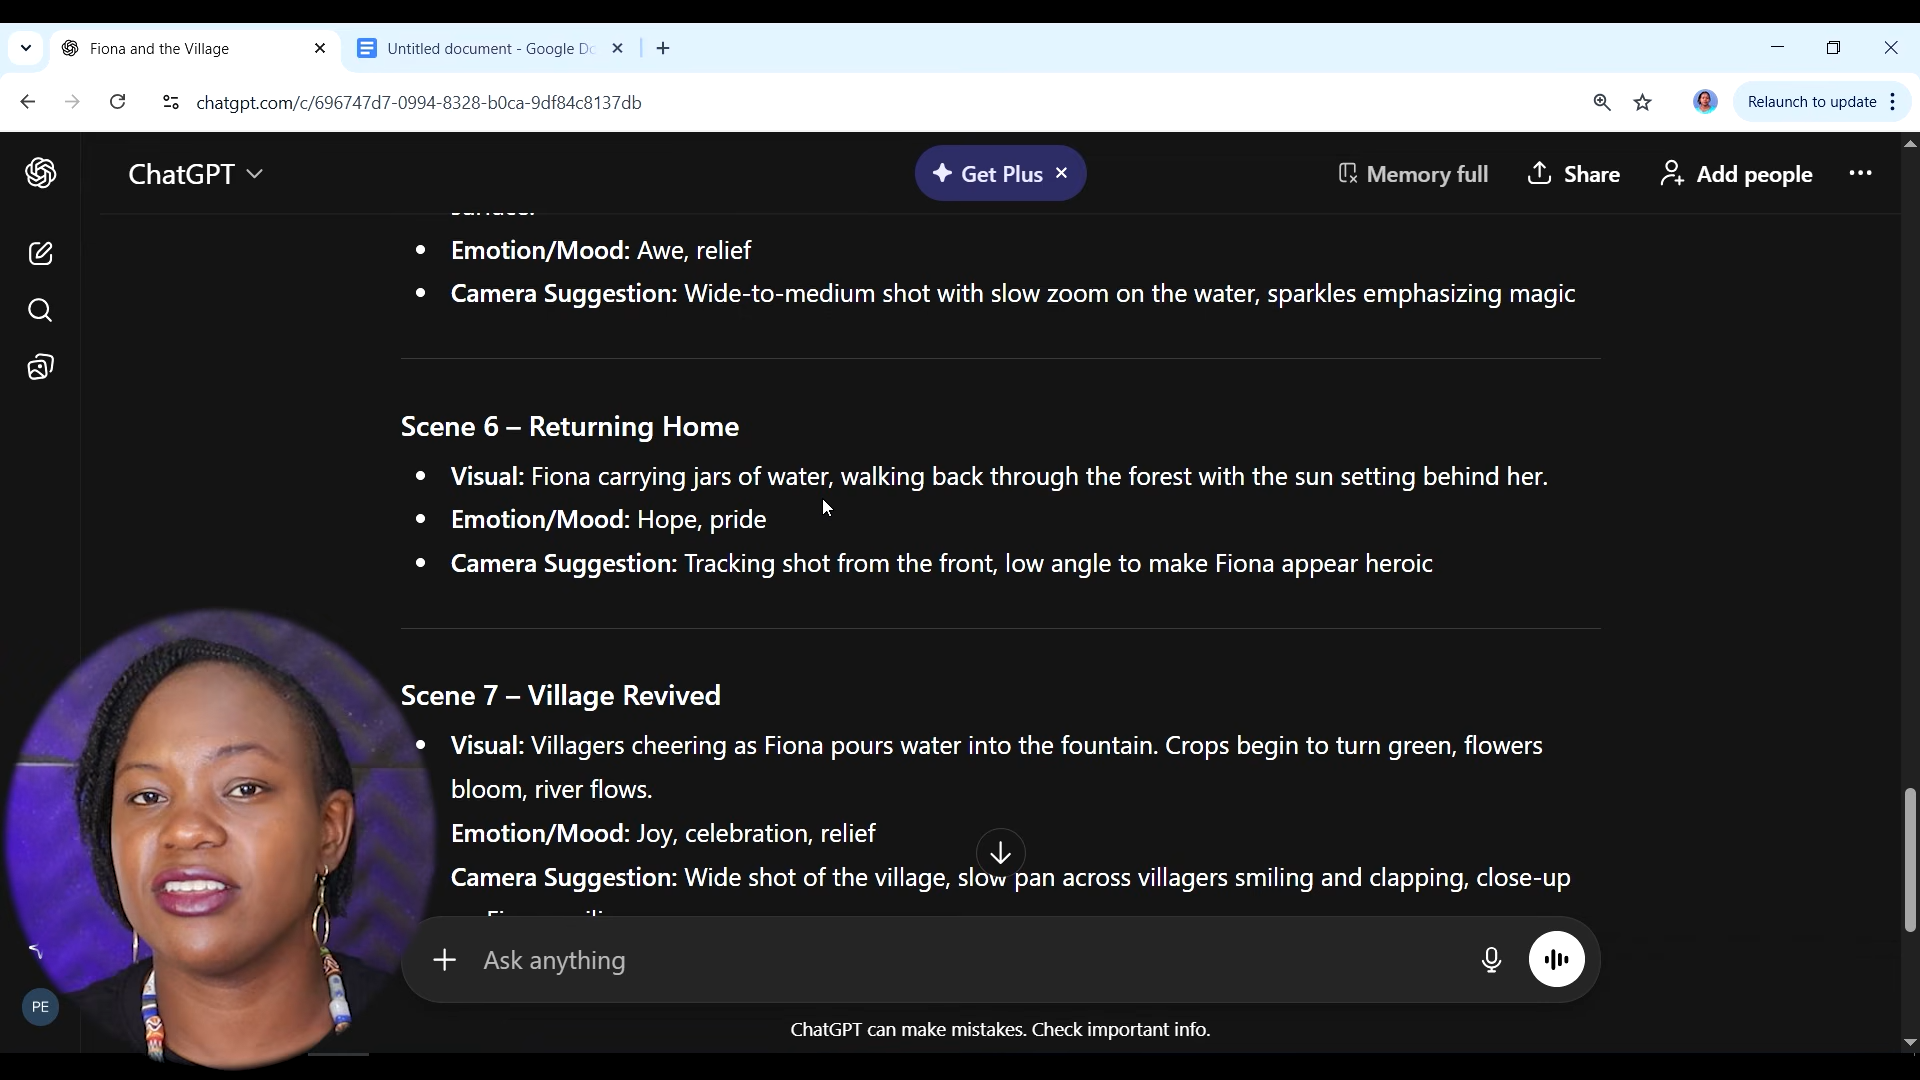 Fiona and the Village
Untitled document - Google Do
chatgpt.com/c/696747d7-0994-8328-b0ca-9df84c8137db
Relaunch to update
ChatGPT
Get Plus
Memory full
Share
Add people
Emotion/Mood: Awe, relief
Camera Suggestion: Wide-to-medium shot with slow zoom on the water, sparkles emphasizing magic
Scene 6 – Returning Home
Visual: Fiona carrying jars of water, walking back through the forest with the sun setting behind her.
Emotion/Mood: Hope, pride
Camera Suggestion: Tracking shot from the front, low angle to make Fiona appear heroic
Scene 7 – Village Revived
Visual: Villagers cheering as Fiona pours water into the fountain. Crops begin to turn green, flowers
bloom, river flows.
Emotion/Mood: Joy, celebration, relief
Camera Suggestion: Wide shot of the village, slow pan across villagers smiling and clapping, close-up
Ask anything
PE
ChatGPT can make mistakes. Check important info.